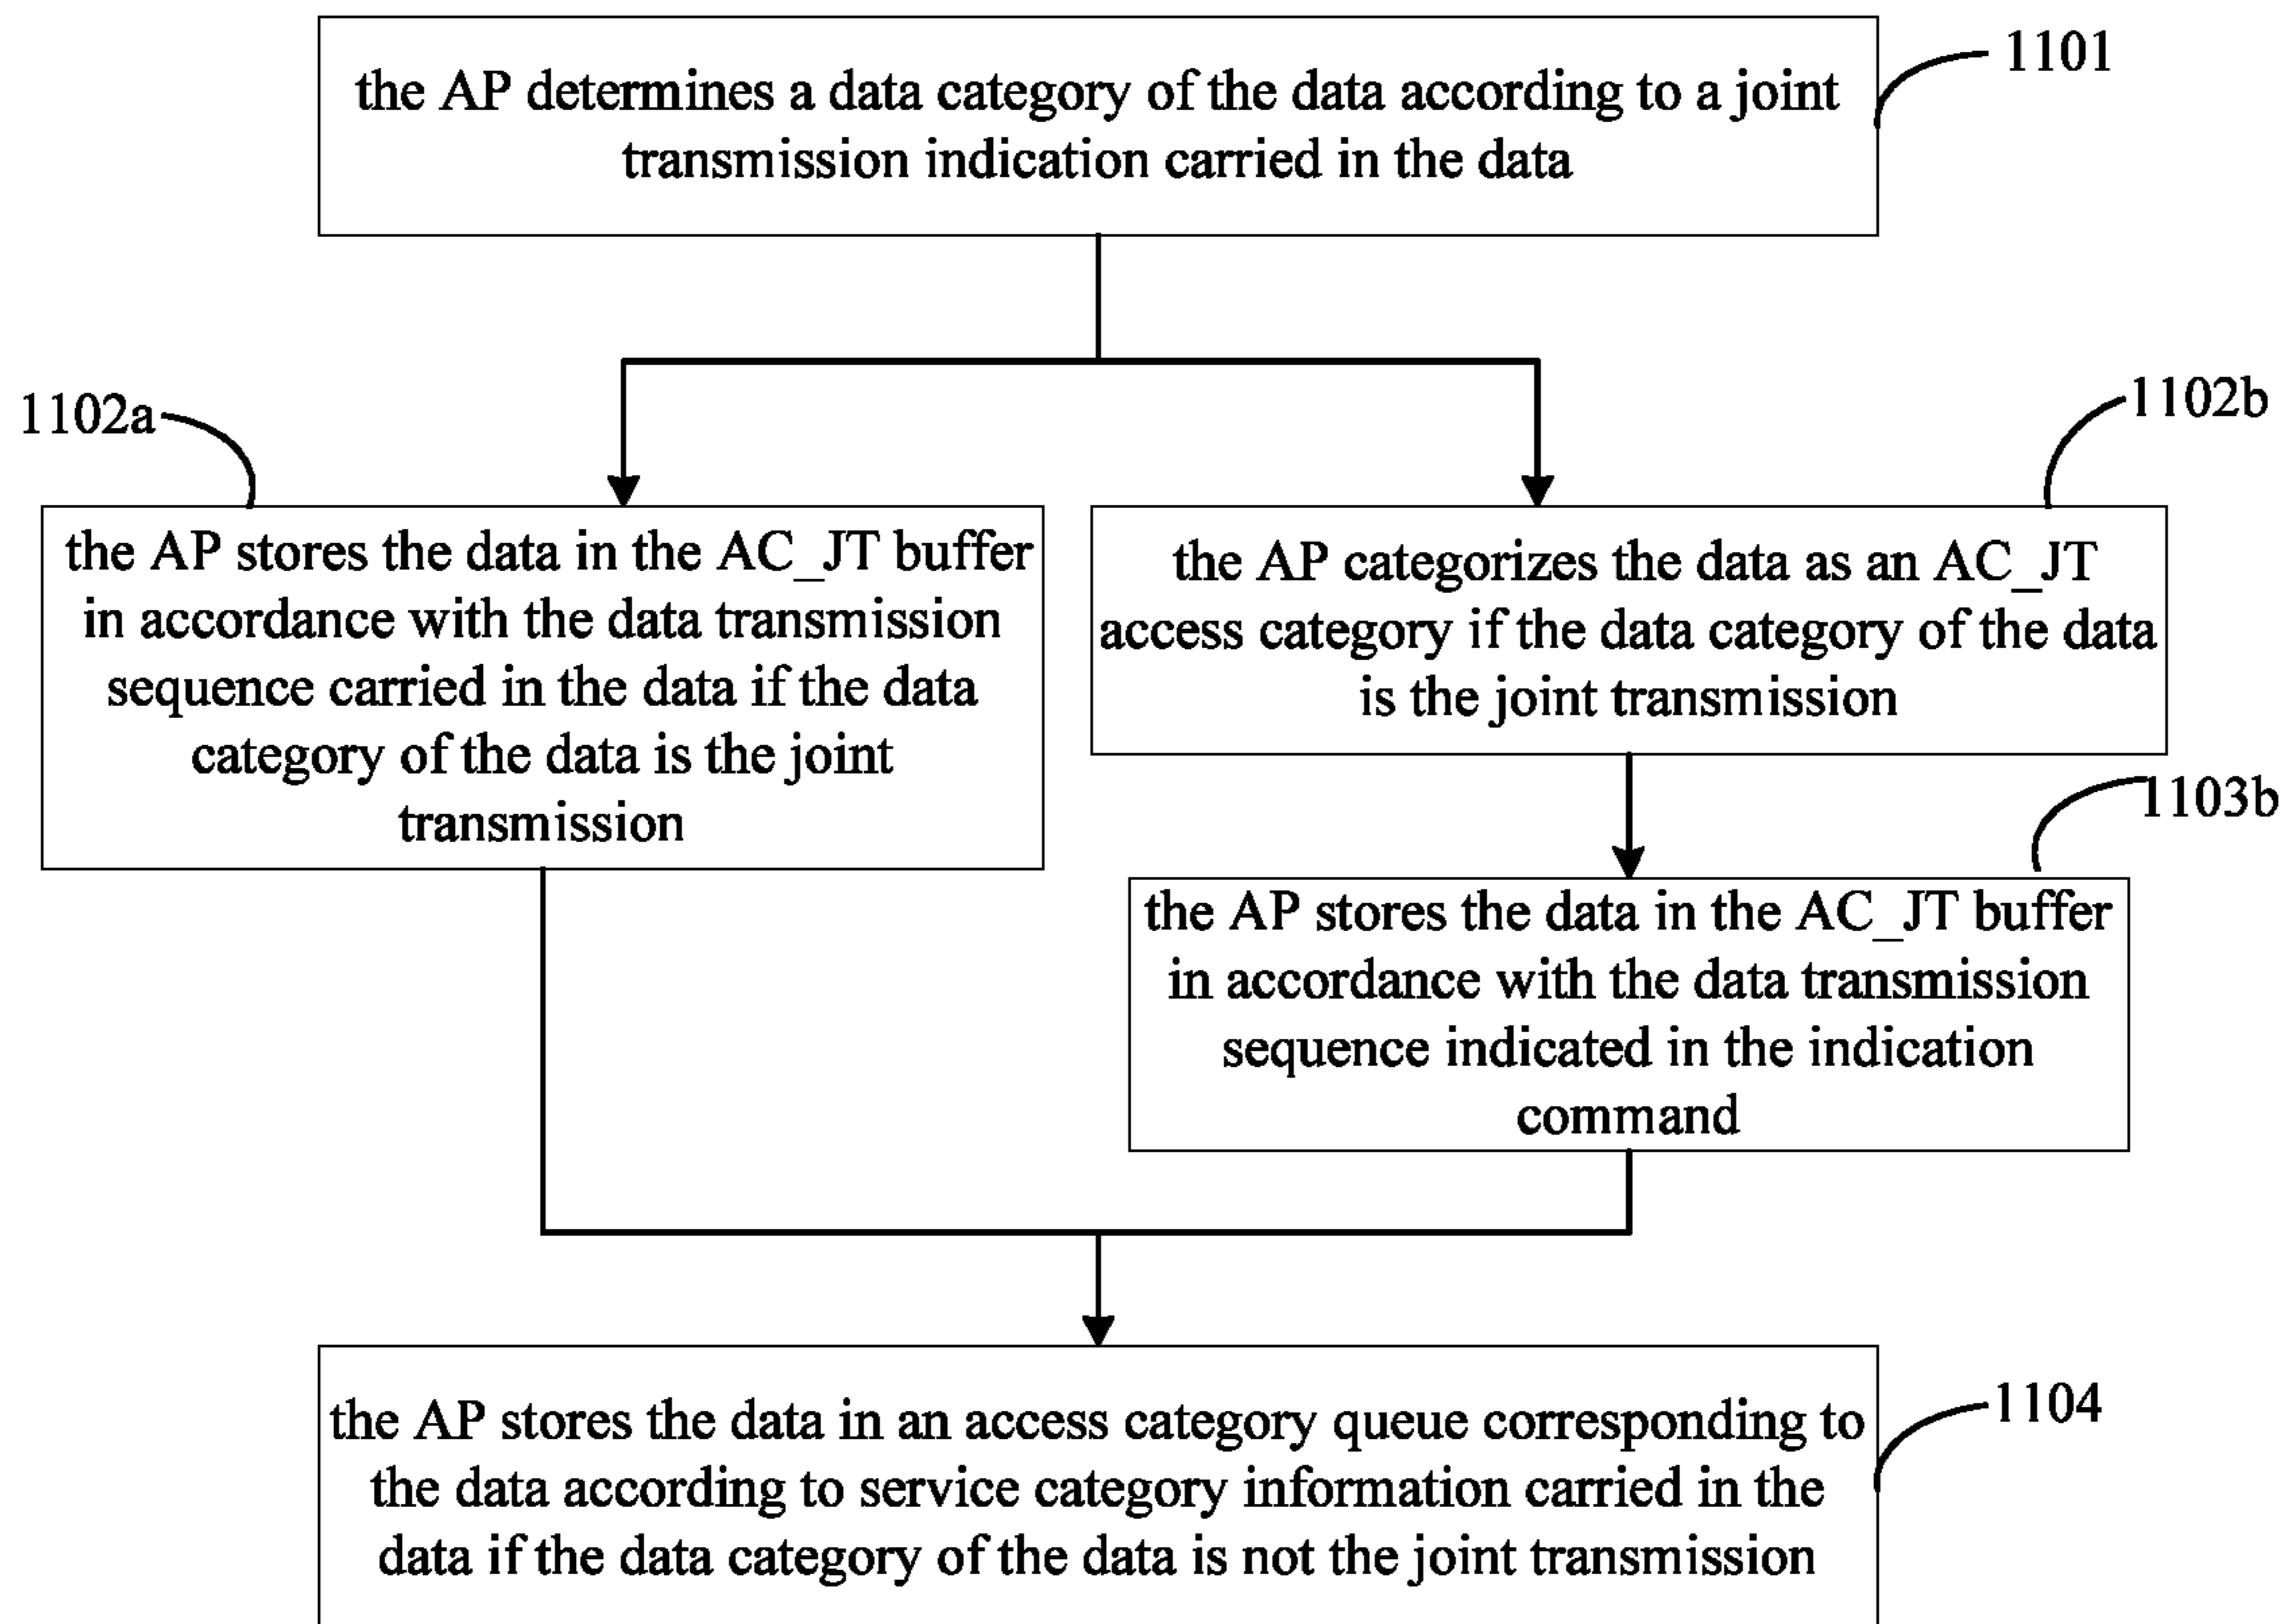 the AP determines a data category of the data according to a joint
transmission indication carried in the data
1101
1102a
1102b
the AP stores the data in the AC_JT buffer
in accordance with the data transmission
sequence carried in the data if the data
category of the data is the joint
transmission
the AP categorizes the data as an AC_JT
access category if the data category of the data
is the joint transmission
1103b
the AP stores the data in the AC_JT buffer
in accordance with the data transmission
sequence indicated in the indication
command
the AP stores the data in an access category queue corresponding to
the data according to service category information carried in the
data if the data category of the data is not the joint transmission
1104